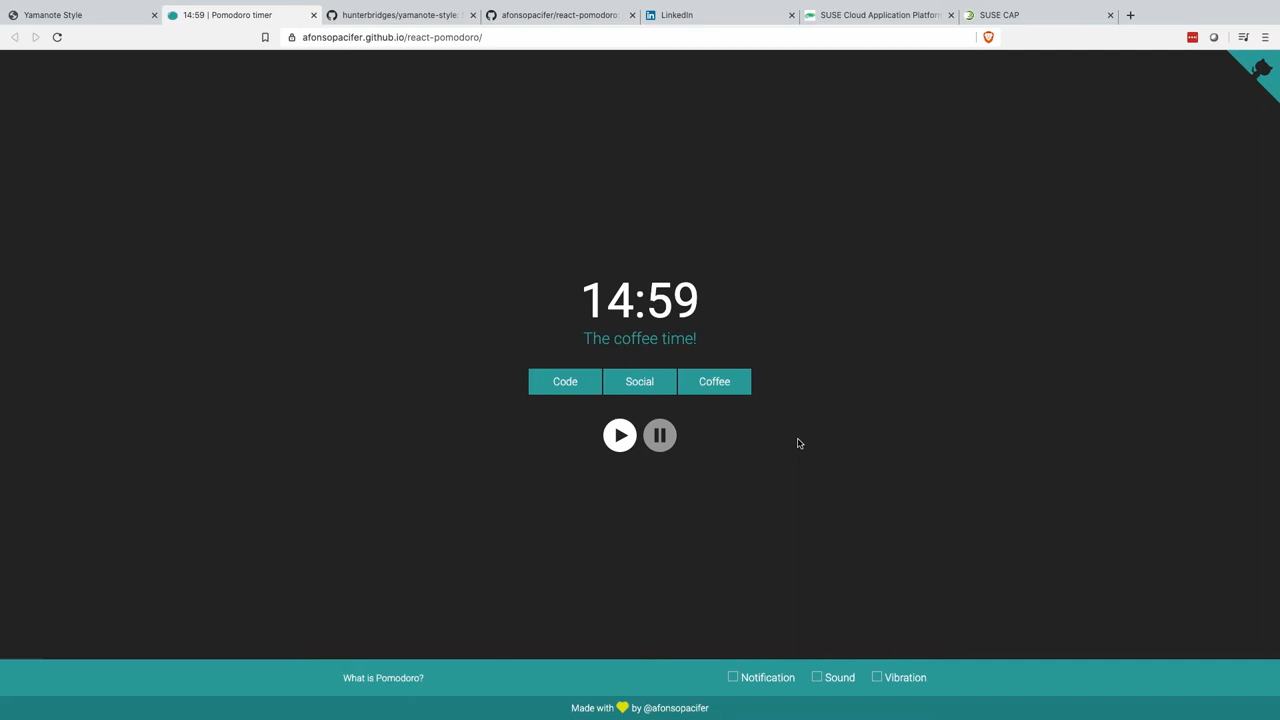 Yamanote Style
14:59 | Pomodoro timer
hunterbridges/yamanote-style: S
afonsopacifer/react-pomodoro:
LinkedIn
SUSE Cloud Application Platform
SUSE CAP
afonsopacifer.github.io/react-pomodoro/
14:59
The coffee time!
Code
Social
Coffee
What is Pomodoro?
Notification
Sound
Vibration
Made with 💛 by @afonsopacifer